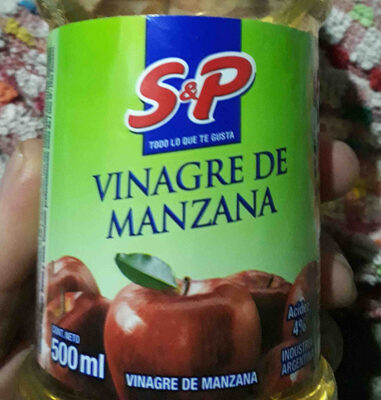 S&P
TODO LO QUE TE GUSTA
VINAGRE DE
MANZANA
CONT. NETO
500ml
Acidez
4%
INDUSTRIA
ARGENTINA
VINAGRE DE MANZANA